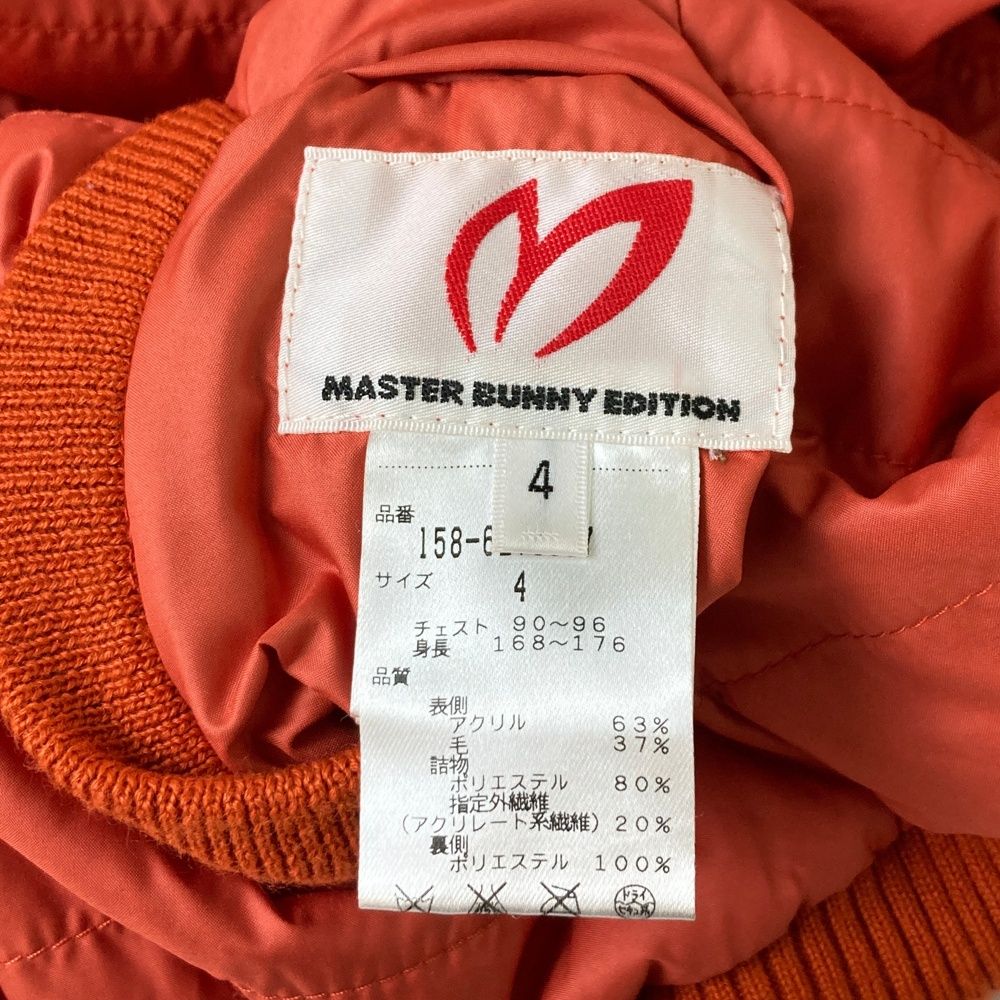 MASTER BUNNY EDITION
4
品番
158-6
サイズ 4
チェスト 90～96
身長 168～176
品質
表側
アクリル 63%
毛 37%
詰物
ポリエステル 80%
指定外繊維
(アクリレート系繊維) 20%
裏側
ポリエステル 100%
ドライ